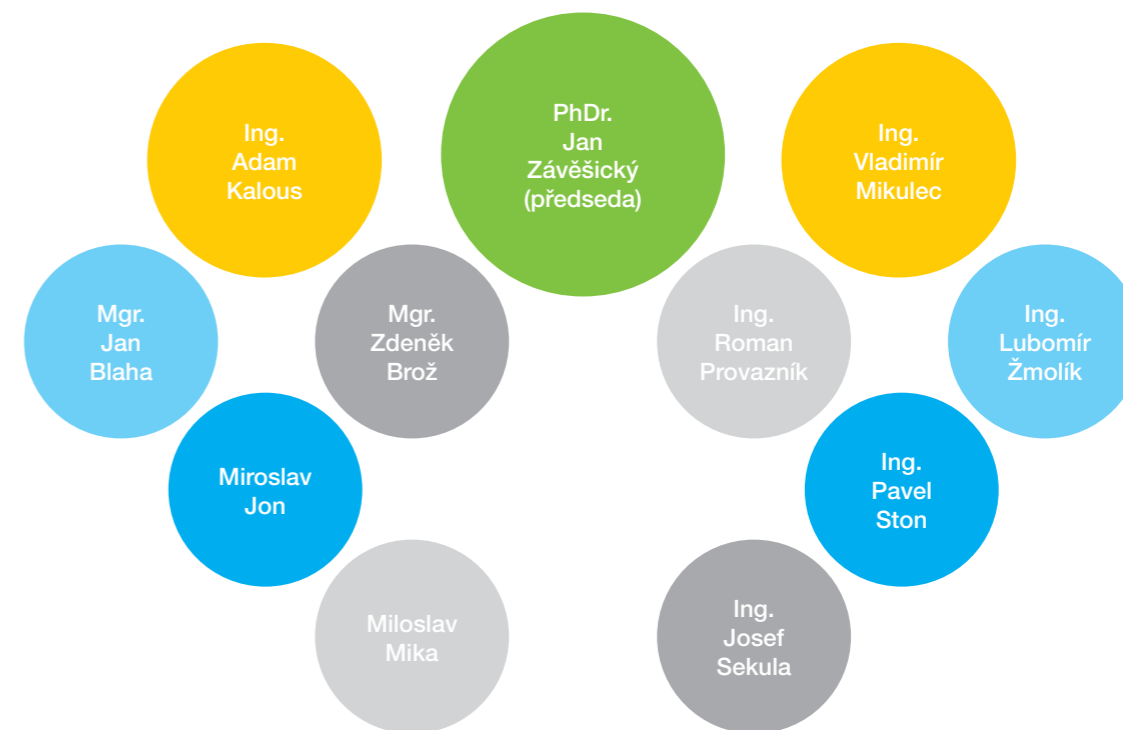 PhDr.
Jan
Závěšický
(předseda)
Ing.
Adam
Kalous
Ing.
Vladimír
Mikulec
Mgr.
Jan
Blaha
Mgr.
Zdeněk
Brož
Ing.
Roman
Provazník
Ing.
Lubomír
Žmolík
Miroslav
Jon
Ing.
Pavel
Ston
Miloslav
Mika
Ing.
Josef
Sekula